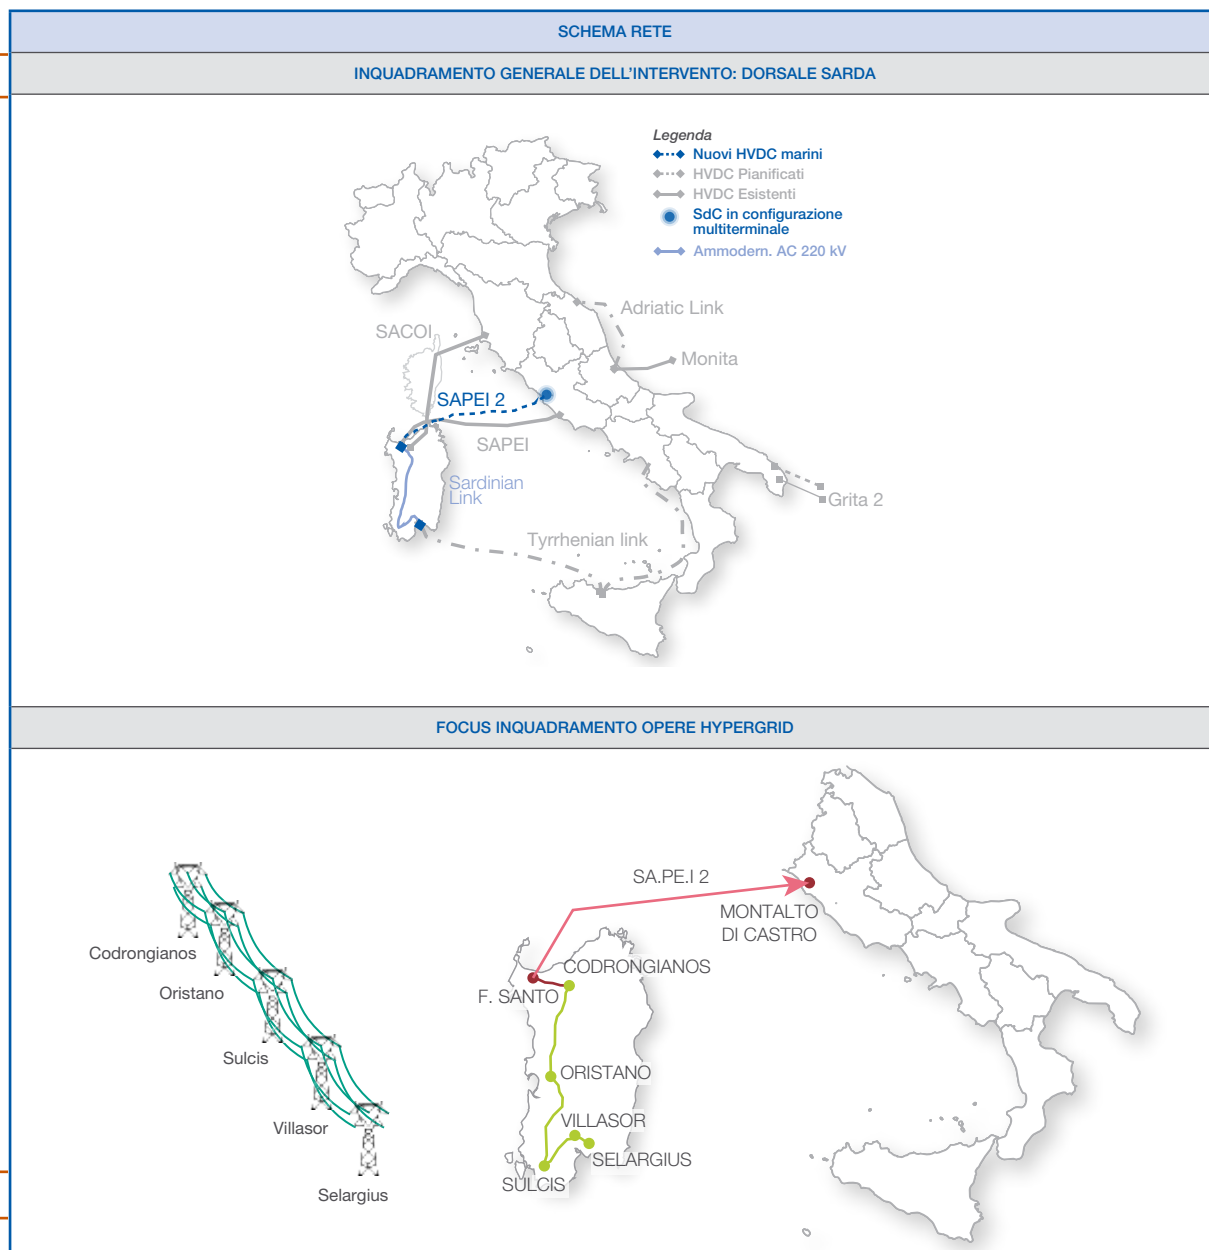 SCHEMA RETE
INQUADRAMENTO GENERALE DELL'INTERVENTO: DORSALE SARDA
Legenda
Nuovi HVDC marini
HVDC Pianificati
HVDC Esistenti
SdC in configurazione
multiterminale
Ammodern. AC 220 kV
Adriatic Link
SACOI
Monita
SAPEI 2
SAPEI
Sardinian
Link
Grita 2
Tyrrhenian link
FOCUS INQUADRAMENTO OPERE HYPERGRID
Codrongianos
Oristano
Sulcis
Villasor
Selargius
SA.PE.I 2
MONTALTO
DI CASTRO
CODRONGIANOS
F. SANTO
ORISTANO
VILLASOR
SELARGIUS
SULCIS